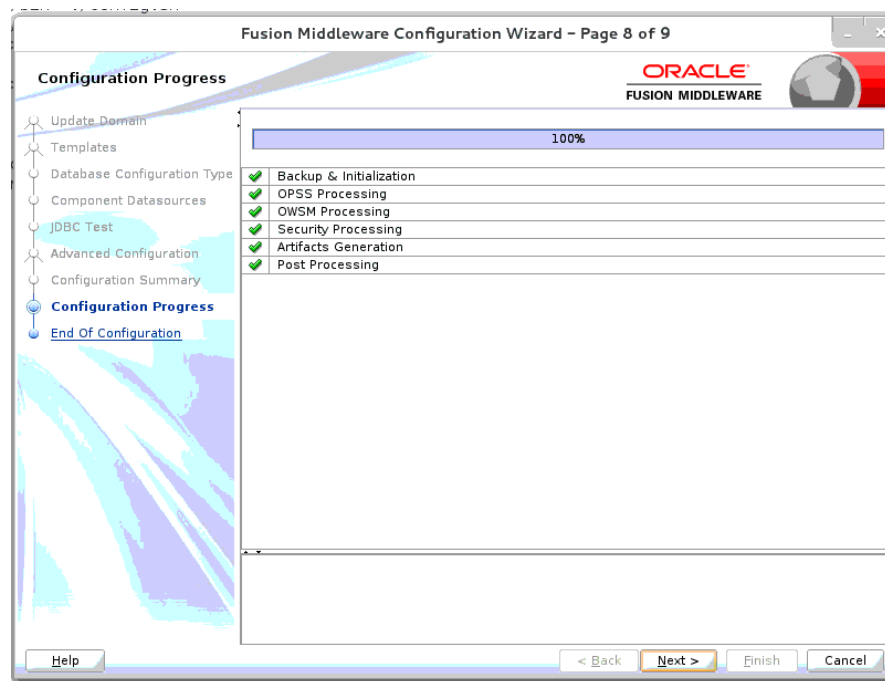 Fusion Middleware Configuration Wizard - Page 8 of 9
Configuration Progress
ORACLE
FUSION MIDDLEWARE
Update Domain
Templates
Database Configuration Type
Component Datasources
JDBC Test
Advanced Configuration
Configuration Summary
Configuration Progress
End Of Configuration
100%
Backup & Initialization
OPSS Processing
OWSM Processing
Security Processing
Artifacts Generation
Post Processing
Help
< Back
Next >
Finish
Cancel